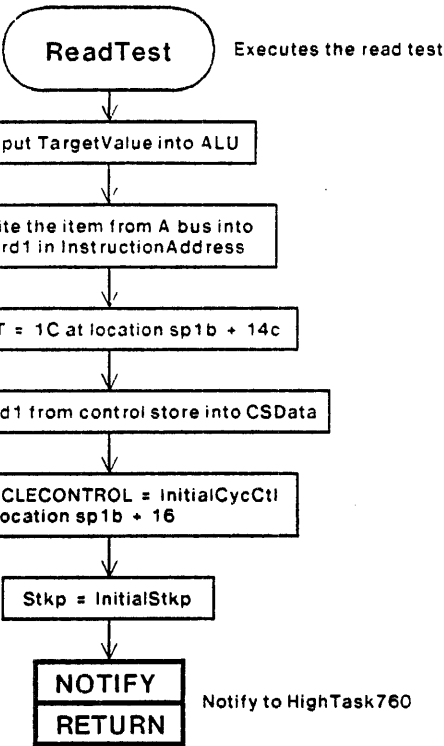 ReadTest
Executes the read test
put TargetValue into ALU
ite the item from A bus into
rd1 in InstructionAddress
T = 1C at location sp1b + 14c
d1 from control store into CSData
CLECONTROL = InitialCycCtl
ocation sp1b + 16
Stkp = InitialStkp
NOTIFY
RETURN
Notify to HighTask760